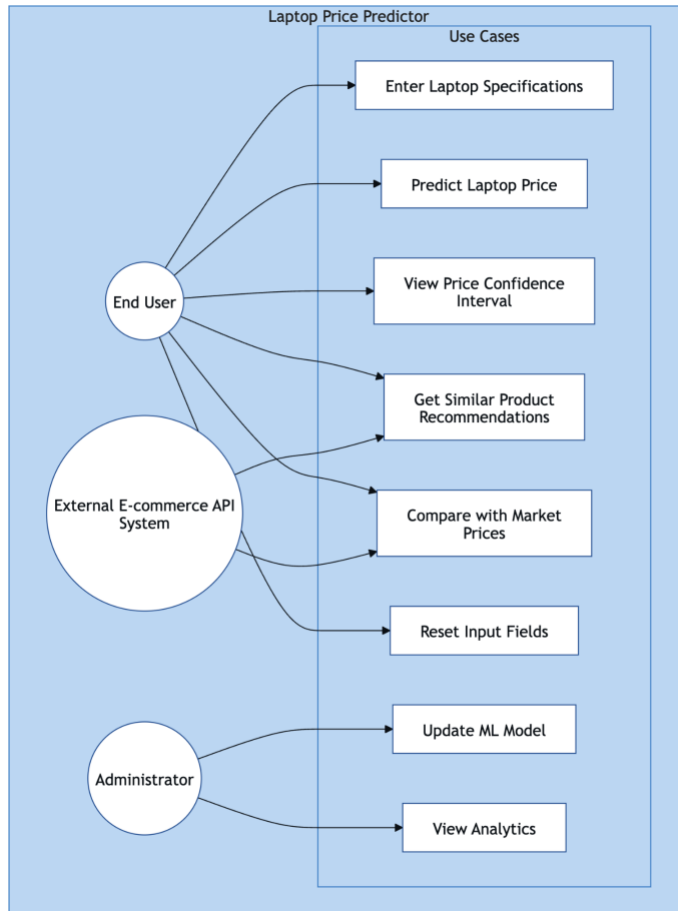 Laptop Price Predictor
Use Cases
Enter Laptop Specifications
Predict Laptop Price
End User
View Price Confidence
Interval
Get Similar Product
Recommendations
External E-commerce API
System
Compare with Market
Prices
Reset Input Fields
Update ML Model
Administrator
View Analytics